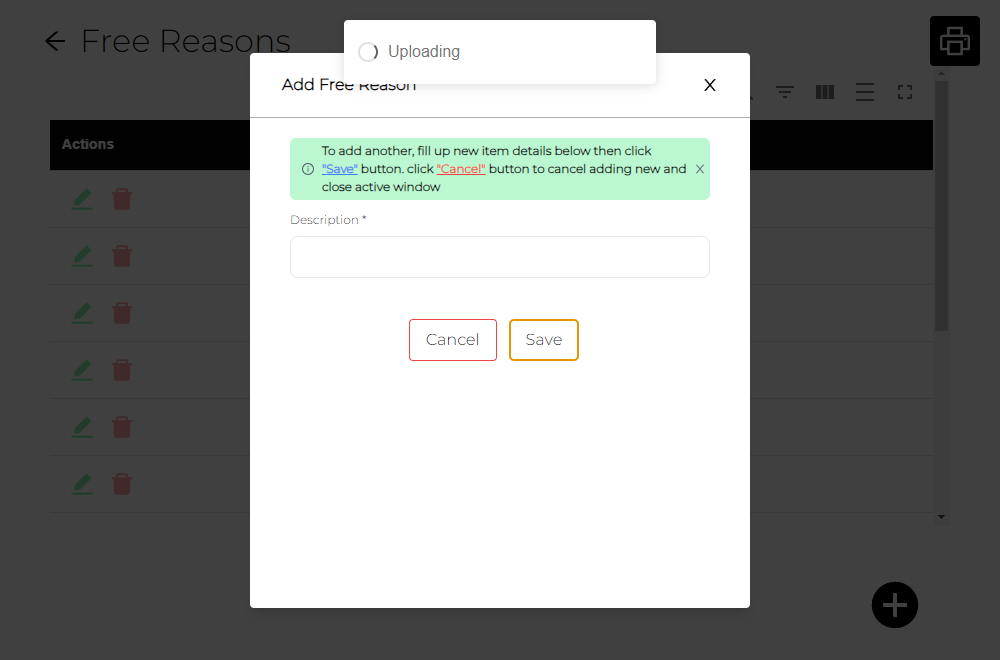 Free Reasons
Uploading
Add Free Reason
X
Actions
To add another, fill up new item details below then click
"Save" button. click "Cancel" button to cancel adding new and
close active window
Description *
Cancel
Save